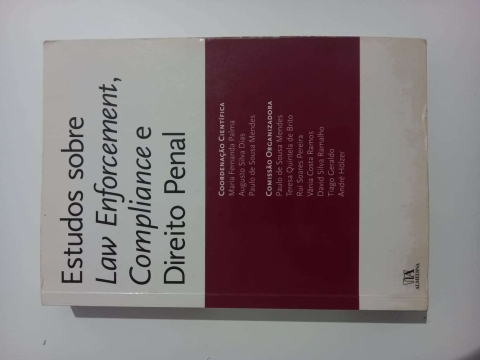 Estudos sobre
Law Enforcement,
Compliance e
Direito Penal
COORDENAÇÃO CIENTÍFICA
Maria Fernanda Palma
Augusto Silva Dias
Paulo de Sousa Mendes
COMISSÃO ORGANIZADORA
Paulo de Sousa Mendes
Teresa Quintela de Brito
Rui Soares Pereira
Vânia Costa Ramos
David Silva Ramalho
Tiago Geraldo
André Hölzer
ALMEDINA